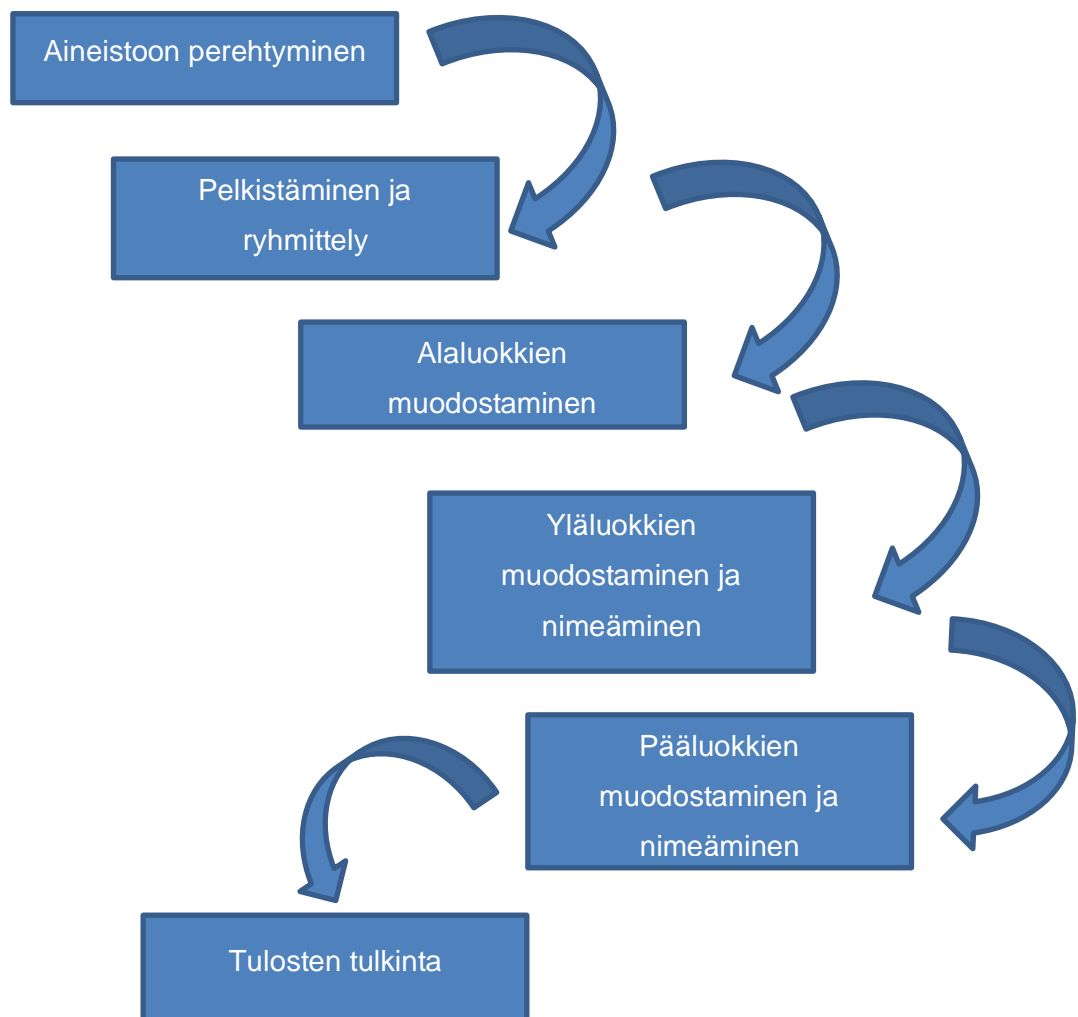 Aineistoon perehtyminen
Pelkistäminen ja
ryhmittely
Alaluokkien
muodostaminen
Yläluokkien
muodostaminen ja
nimeäminen
Pääluokkien
muodostaminen ja
nimeäminen
Tulosten tulkinta